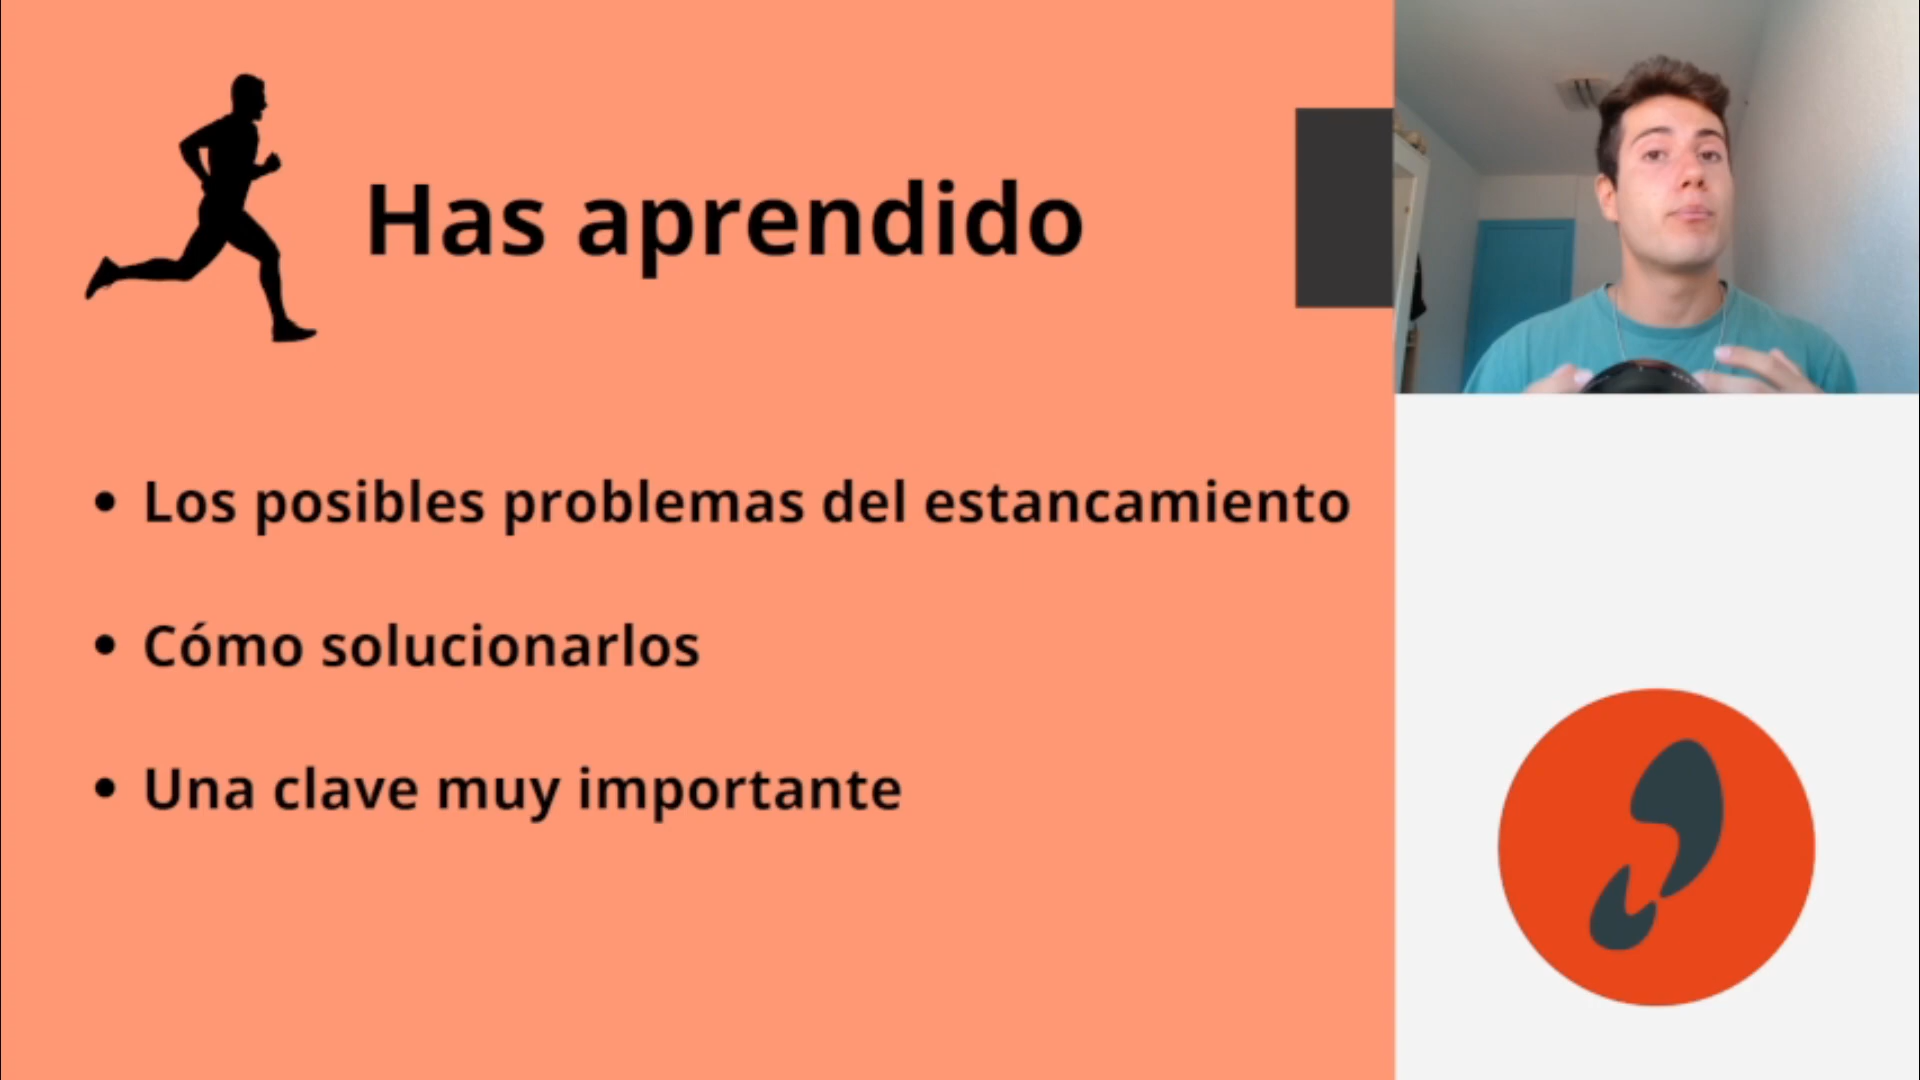 Has aprendido
Los posibles problemas del estancamiento
Cómo solucionarlos
Una clave muy importante